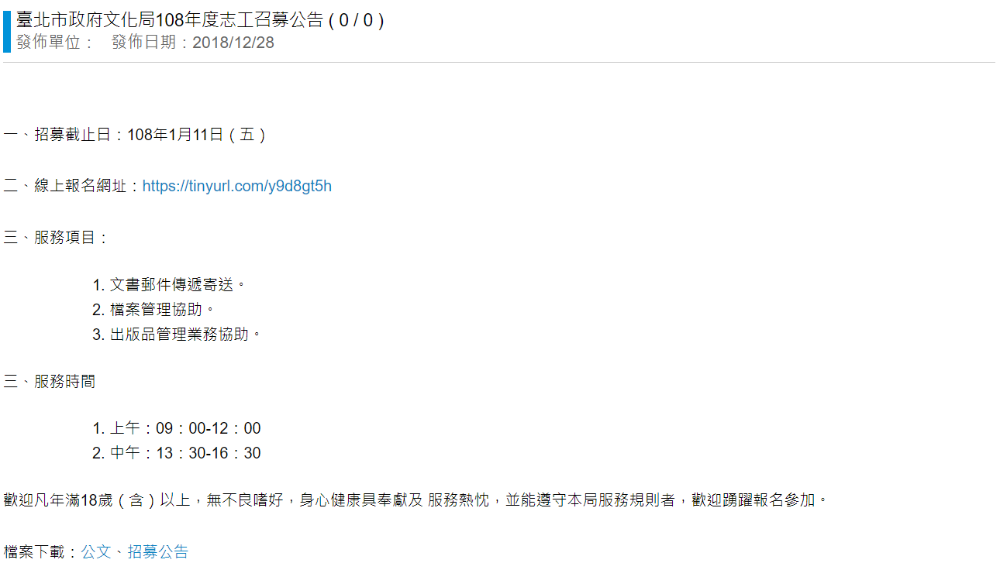 臺北市政府文化局108年度志工召募公告 ( 0 / 0 )
發佈單位： 發佈日期：2018/12/28
一、招募截止日：108年1月11日（五）
二、線上報名網址：https://tinyurl.com/y9d8gt5h
三、服務項目：
1. 文書郵件傳遞寄送。
2. 檔案管理協助。
3. 出版品管理業務協助。
三、服務時間
1. 上午：09：00-12：00
2. 中午：13：30-16：30
歡迎凡年滿18歲（含）以上，無不良嗜好，身心健康具奉獻及 服務熱忱，並能遵守本局服務規則者，歡迎踴躍報名參加。
檔案下載：公文、招募公告